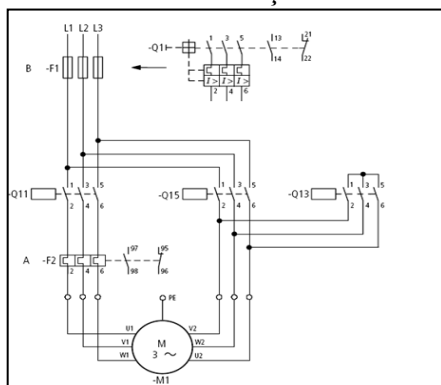 L1 L2 L3
-Q1
1 3 5
13
21
14
22
B -F1
I> I> I>
2 4 6
-Q11
1 3 5
2 4 6
-Q15
1 3 5
2 4 6
-Q13
1 3 5
2 4 6
A -F2
2 4 6
97
95
98
96
PE
U1
V1
W1
M
3 ~
V2
W2
U2
-M1